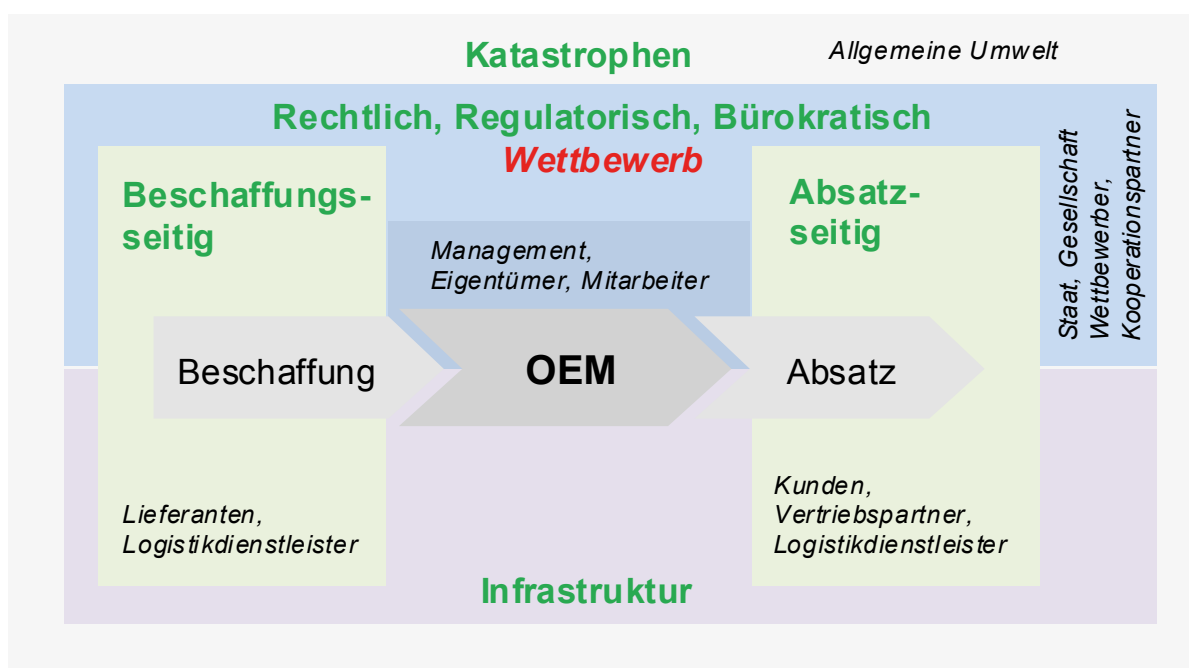 Katastrophen
Allgemeine Umwelt
Rechtlich, Regulatorisch, Bürokratisch
Wettbewerb
Beschaffungs-
seitig
Management,
Eigentümer, Mitarbeiter
Absatz-
seitig
Staat, Gesellschaft
Wettbewerber,
Kooperationspartner
Beschaffung
OEM
Absatz
Lieferanten,
Logistikdienstleister
Kunden,
Vertriebspartner,
Logistikdienstleister
Infrastruktur